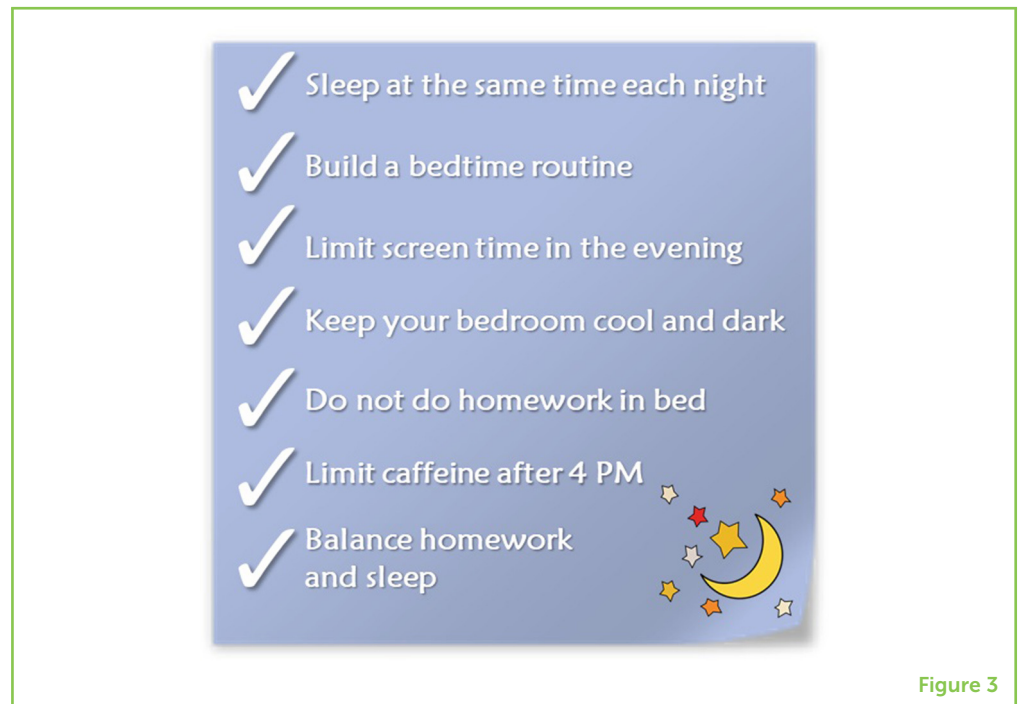 Sleep at the same time each night
Build a bedtime routine
Limit screen time in the evening
Keep your bedroom cool and dark
Do not do homework in bed
Limit caffeine after 4 PM
Balance homework
and sleep
Figure 3